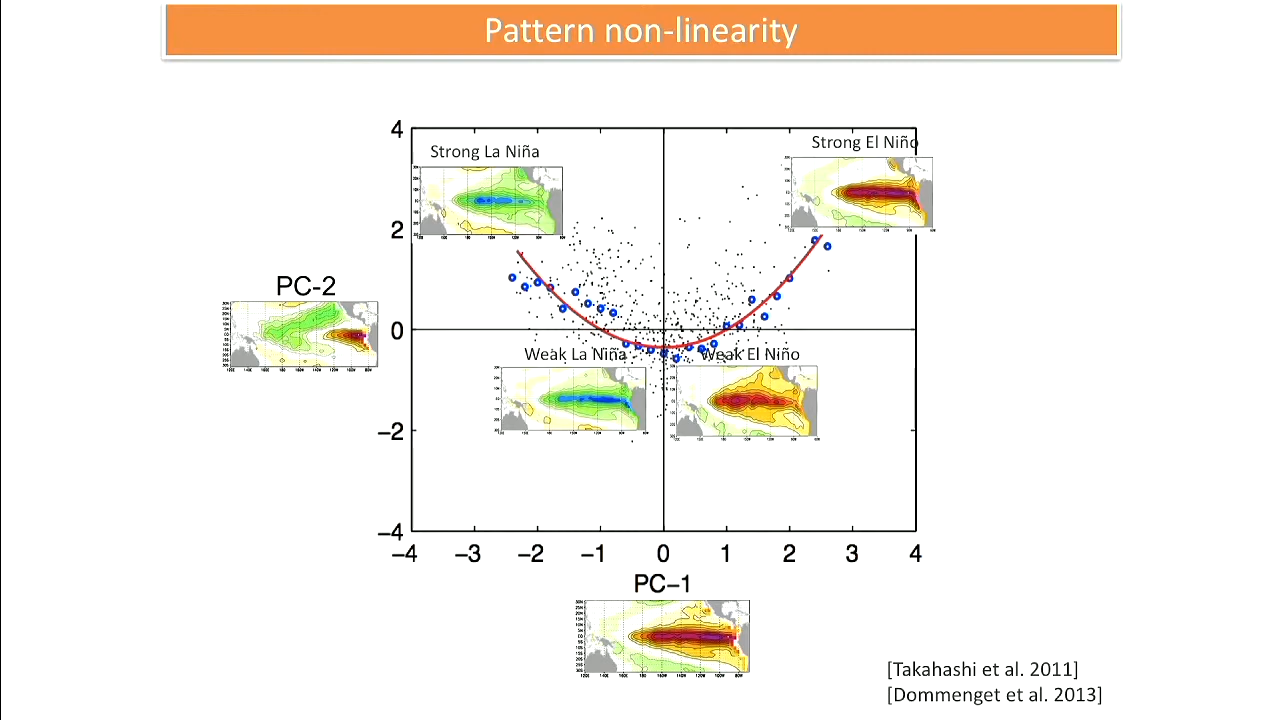 Pattern non-linearity
4
Strong El Niño
Strong La Niña
2
PC-2
0
Weak La Niña
Weak El Niño
−2
−4
−4 −3 −2 −1 0 1 2 3 4
PC−1
[Takahashi et al. 2011]
[Dommenget et al. 2013]